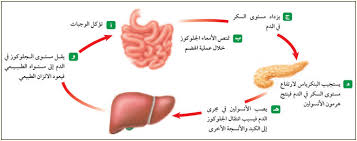 أ
تؤكل الوجبات
ب
تمتص الأمعاء الجلوكوز
خلال عملية الهضم
ج
يزداد مستوى السكر
في الدم
د
يستجيب البنكرياس لارتفاع
مستوى السكر في الدم فينتج
هرمون الأنسولين
هـ
يصب الأنسولين في مجرى
الدم فيسبب انتقال الجلوكوز
إلى الكبد والأنسجة الأخرى
و
يقل مستوى الجلوكوز في
الدم إلى مستواه الطبيعي
فيعود الاتزان الطبيعي